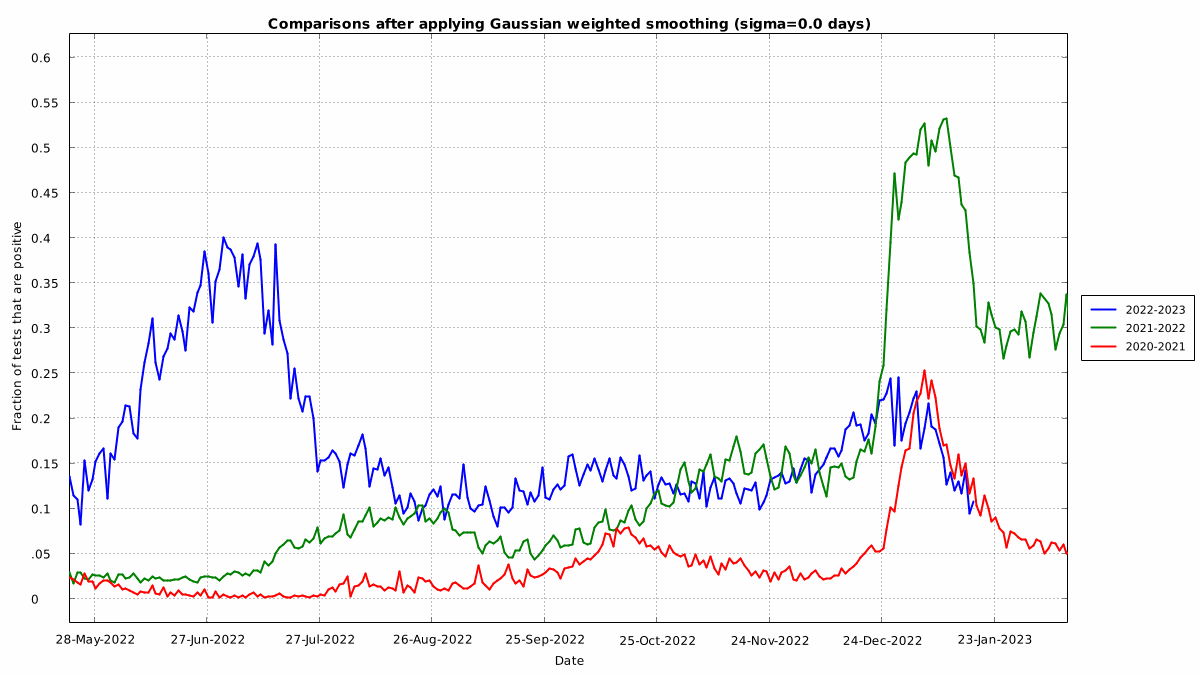 Comparisons after applying Gaussian weighted smoothing (sigma=0.0 days)
0.6
0.55
0.5
0.45
0.4
0.35
0.3
0.25
0.2
0.15
0.1
.05
0
Fraction of tests that are positive
28-May-2022
27-Jun-2022
27-Jul-2022
26-Aug-2022
25-Sep-2022
25-Oct-2022
24-Nov-2022
24-Dec-2022
23-Jan-2023
Date
2022-2023
2021-2022
2020-2021